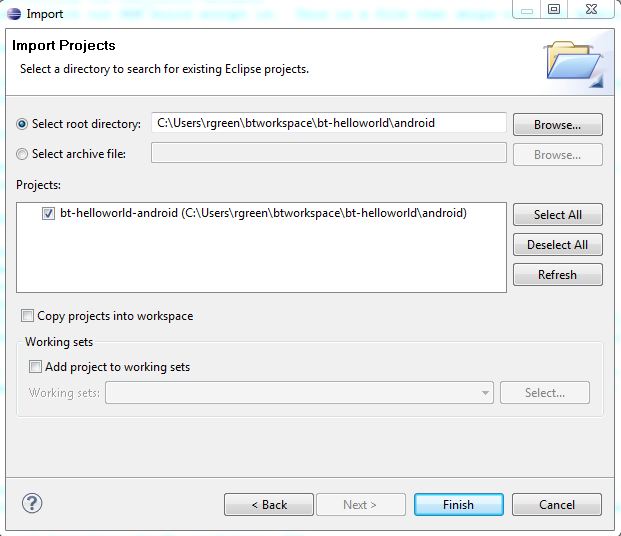 Import
Import Projects
Select a directory to search for existing Eclipse projects.
Select root directory: C:\Users\rgreen\btworkspace\bt-helloworld\android Browse...
Select archive file: Browse...
Projects:
bt-helloworld-android (C:\Users\rgreen\btworkspace\bt-helloworld\android) Select All
Deselect All
Refresh
Copy projects into workspace
Working sets
Add project to working sets
Working sets: Select...
? < Back Next > Finish Cancel